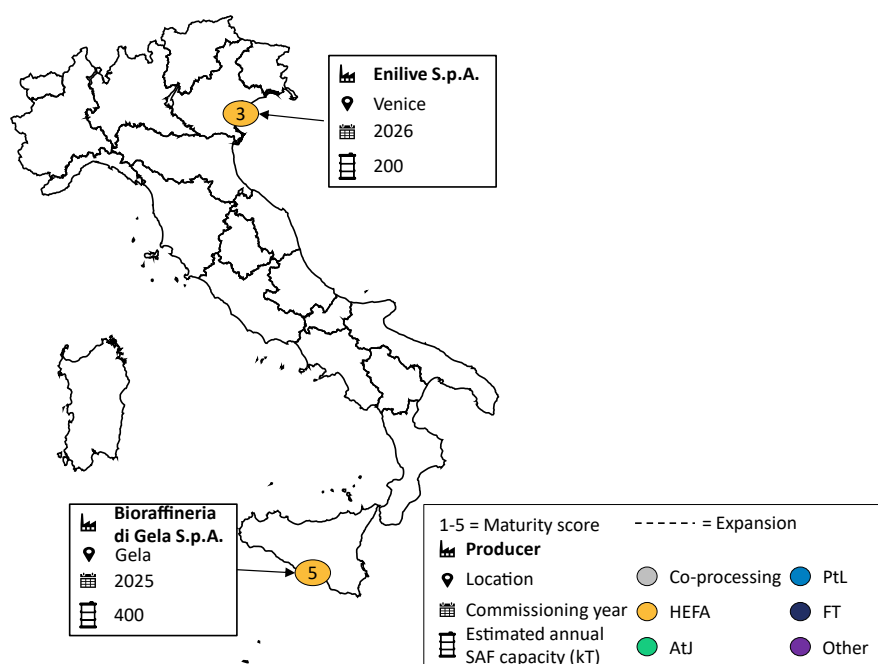 Enilive S.p.A.
Venice
2026
200
3
Bioraffineria
di Gela S.p.A.
Gela
2025
400
5
1-5 = Maturity score
= Expansion
Producer
Location
Commissioning year
Estimated annual
SAF capacity (kT)
Co-processing
PtL
HEFA
FT
AtJ
Other